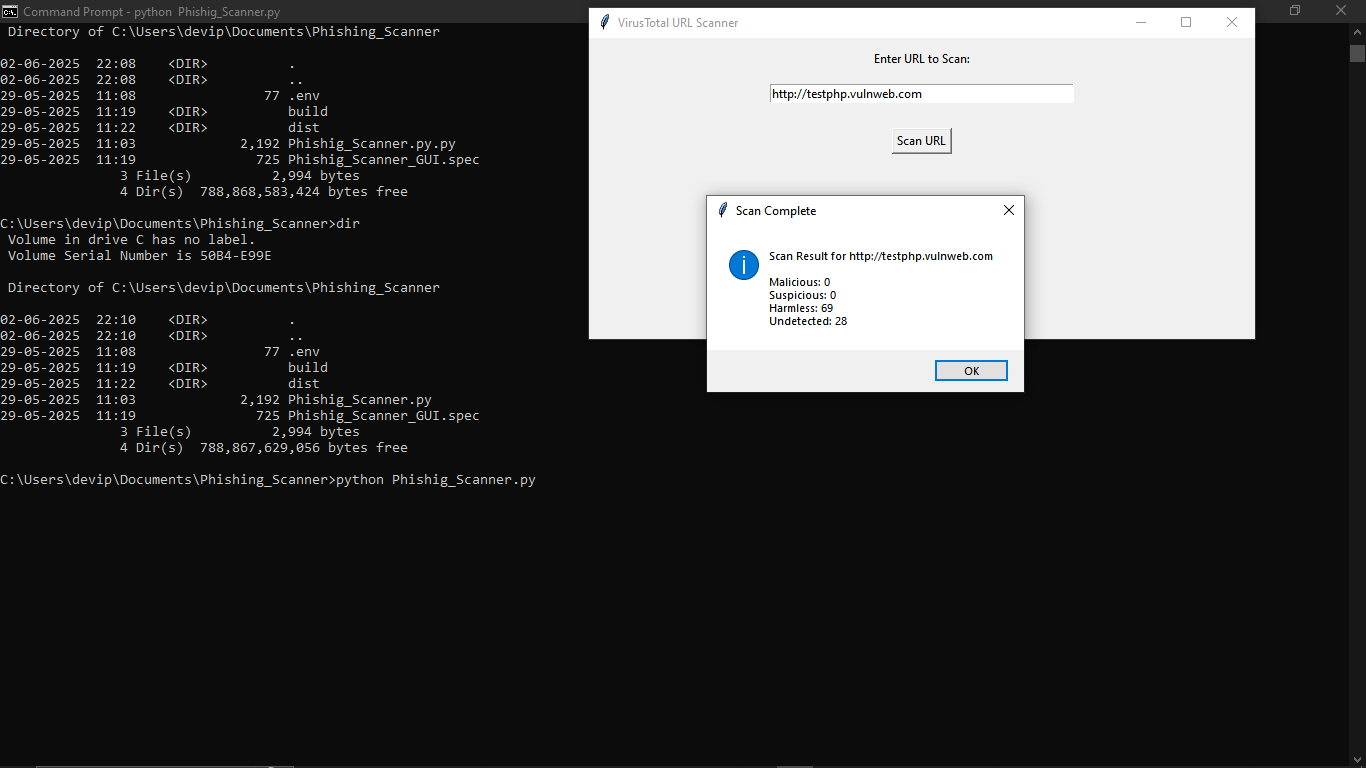 Command Prompt - python  Phishig_Scanner.py
 Directory of C:\Users\devip\Documents\Phishing_Scanner
02-06-2025  22:08    <DIR>          .
02-06-2025  22:08    <DIR>          ..
29-05-2025  11:08                77 .env
29-05-2025  11:19    <DIR>          build
29-05-2025  11:22    <DIR>          dist
29-05-2025  11:03             2,192 Phishig_Scanner.py.py
29-05-2025  11:19               725 Phishig_Scanner_GUI.spec
               3 File(s)          2,994 bytes
               4 Dir(s)  788,868,583,424 bytes free
C:\Users\devip\Documents\Phishing_Scanner>dir
 Volume in drive C has no label.
 Volume Serial Number is 50B4-E99E
 Directory of C:\Users\devip\Documents\Phishing_Scanner
02-06-2025  22:10    <DIR>          .
02-06-2025  22:10    <DIR>          ..
29-05-2025  11:08                77 .env
29-05-2025  11:19    <DIR>          build
29-05-2025  11:22    <DIR>          dist
29-05-2025  11:03             2,192 Phishig_Scanner.py
29-05-2025  11:19               725 Phishig_Scanner_GUI.spec
               3 File(s)          2,994 bytes
               4 Dir(s)  788,867,629,056 bytes free
C:\Users\devip\Documents\Phishing_Scanner>python Phishig_Scanner.py
VirusTotal URL Scanner
Enter URL to Scan:
http://testphp.vulnweb.com
Scan URL
Scan Complete
Scan Result for http://testphp.vulnweb.com
Malicious: 0
Suspicious: 0
Harmless: 69
Undetected: 28
OK